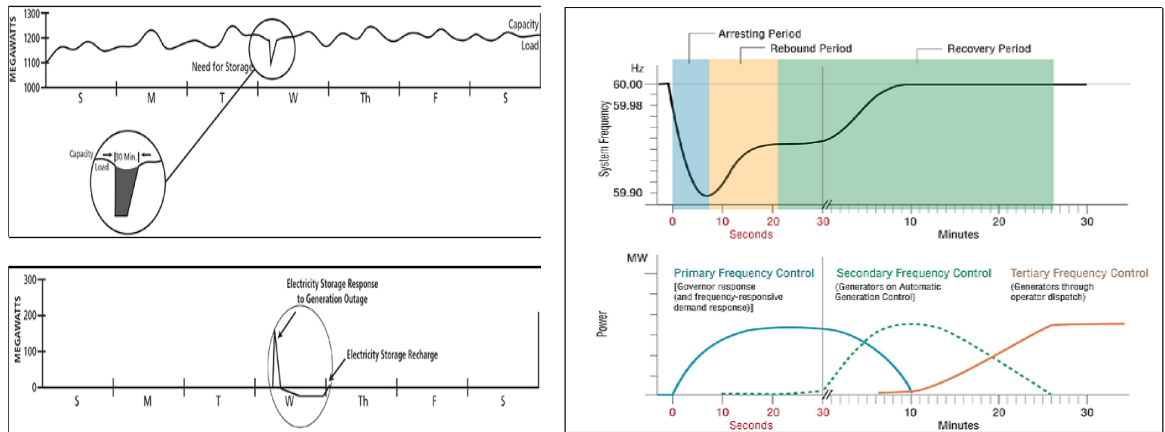 MEGAWATTS
1300
1200
1100
1000
Capacity
Load
Need for Storage
S M T W Th F S
Capacity
Load
30 Min.
MEGAWATTS
300
200
100
0
Electricity Storage Response
to Generation Outage
Electricity Storage Recharge
S M T W Th F S
Arresting Period
Rebound Period
Recovery Period
Hz
60.00
59.98
59.90
System Frequency
0 10 20 30 10 20 30
Seconds Minutes
MW
Power
Primary Frequency Control
[Governor response
(and frequency-responsive
demand response)]
Secondary Frequency Control
(Generators on Automatic
Generation Control)
Tertiary Frequency Control
(Generators through
operator dispatch)
0 10 20 30 10 20 30
Seconds Minutes